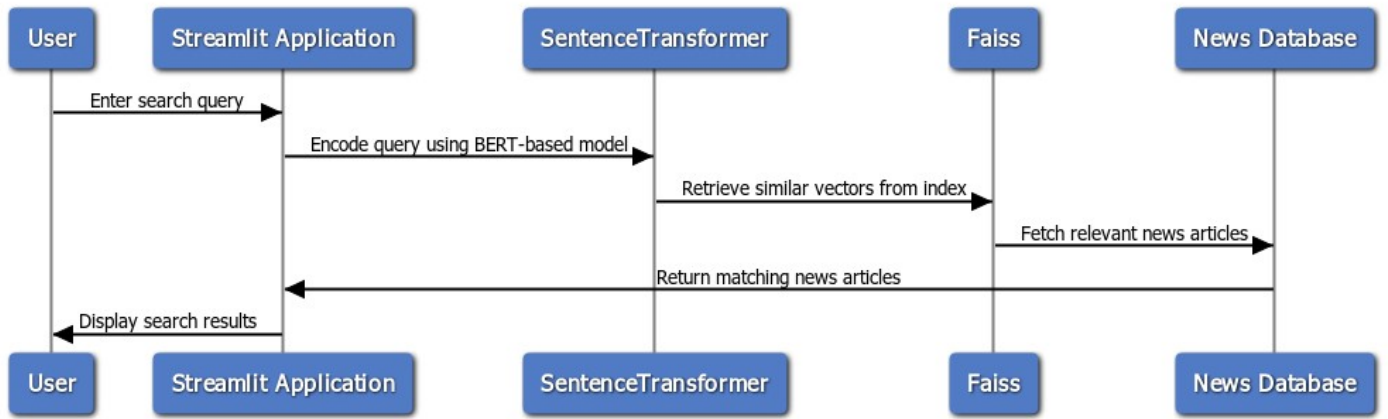 User
Streamlit Application
SentenceTransformer
Faiss
News Database
Enter search query
Encode query using BERT-based model
Retrieve similar vectors from index
Fetch relevant news articles
Return matching news articles
Display search results
User
Streamlit Application
SentenceTransformer
Faiss
News Database